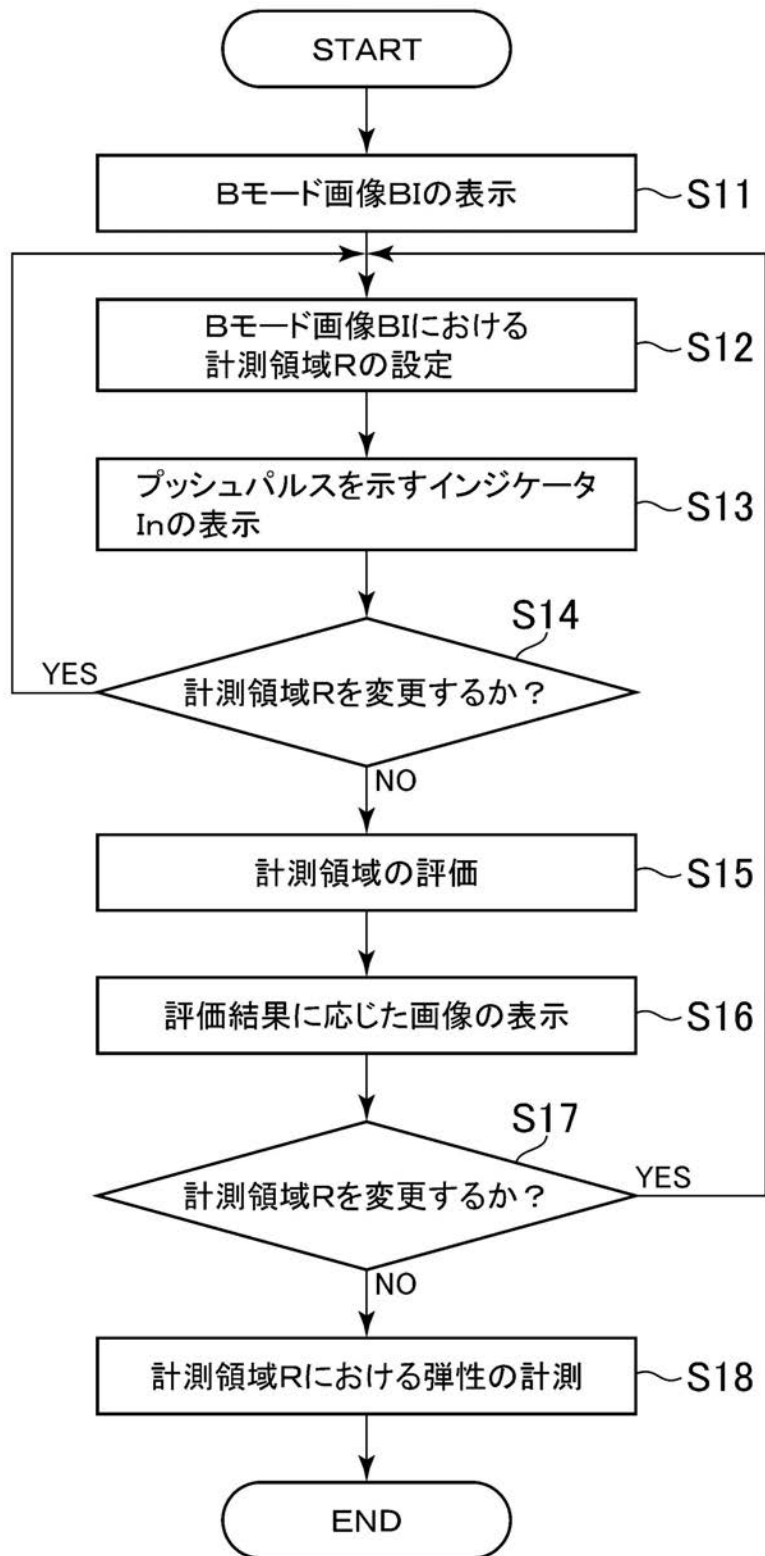 START
Bモード画像BIの表示
S11
Bモード画像BIにおける
計測領域Rの設定
S12
プッシュパルスを示すインジケータ
Inの表示
S13
S14
計測領域Rを変更するか？
YES
NO
計測領域の評価
S15
評価結果に応じた画像の表示
S16
S17
計測領域Rを変更するか？
YES
NO
計測領域Rにおける弾性の計測
S18
END